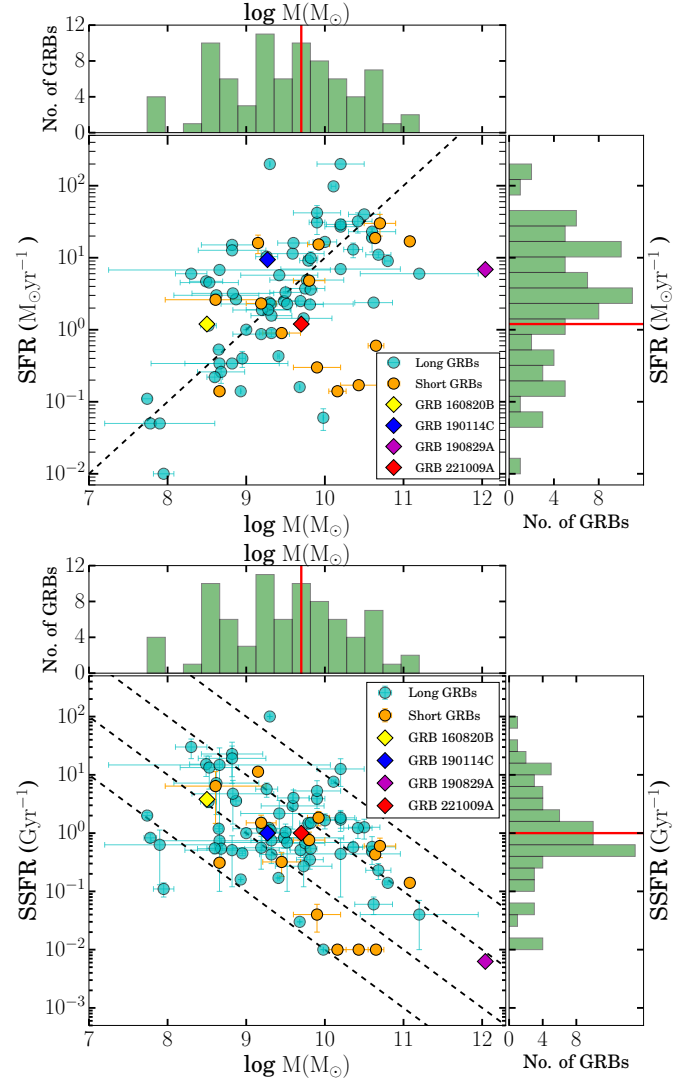 log M(M⊙)
No. of GRBs
12
8
4
0
SFR (M⊙yr⁻¹)
10²
10¹
10⁰
10⁻¹
10⁻²
Long GRBs
Short GRBs
GRB 160820B
GRB 190114C
GRB 190829A
GRB 221009A
7 8 9 10 11 12
log M(M⊙)
SFR (M⊙yr⁻¹)
0 4 8
No. of GRBs
log M(M⊙)
No. of GRBs
12
8
4
0
SSFR (Gyr⁻¹)
10²
10¹
10⁰
10⁻¹
10⁻²
10⁻³
Long GRBs
Short GRBs
GRB 160820B
GRB 190114C
GRB 190829A
GRB 221009A
7 8 9 10 11 12
log M(M⊙)
SSFR (Gyr⁻¹)
0 4 8
No. of GRBs